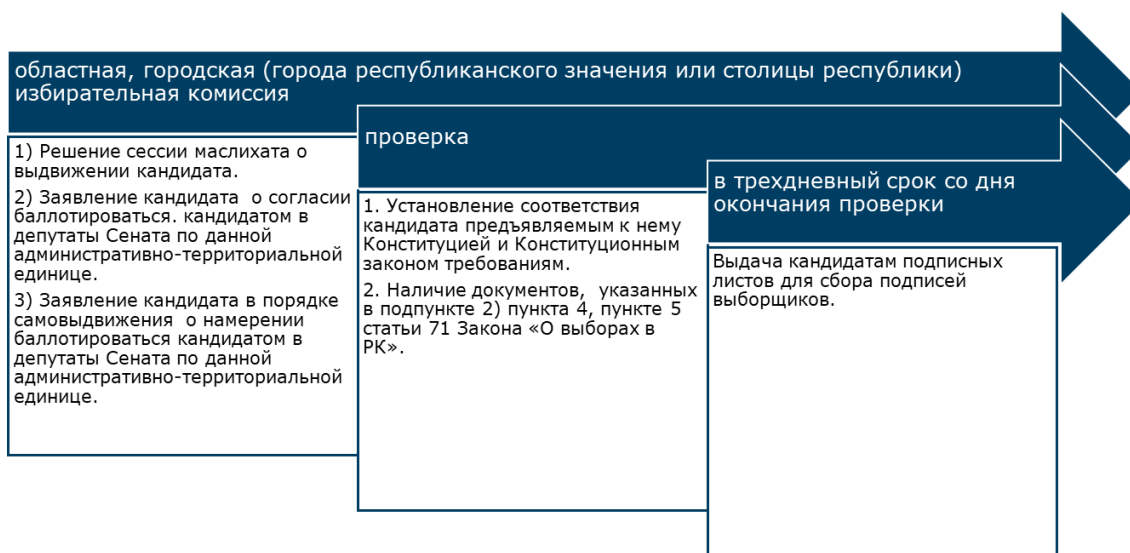 областная, городская (города республиканского значения или столицы республики)
избирательная комиссия
1) Решение сессии маслихата о
выдвижении кандидата.
2) Заявление кандидата о согласии
баллотироваться. кандидатом в
депутаты Сената по данной
административно-территориальной
единице.
3) Заявление кандидата в порядке
самовыдвижения о намерении
баллотироваться кандидатом в
депутаты Сената по данной
административно-территориальной
единице.
проверка
1. Установление соответствия
кандидата предъявляемым к нему
Конституцией и Конституционным
законом требованиям.
2. Наличие документов, указанных
в подпункте 2) пункта 4, пункте 5
статьи 71 Закона «О выборах в
РК».
в трехдневный срок со дня
окончания проверки
Выдача кандидатам подписных
листов для сбора подписей
выборщиков.